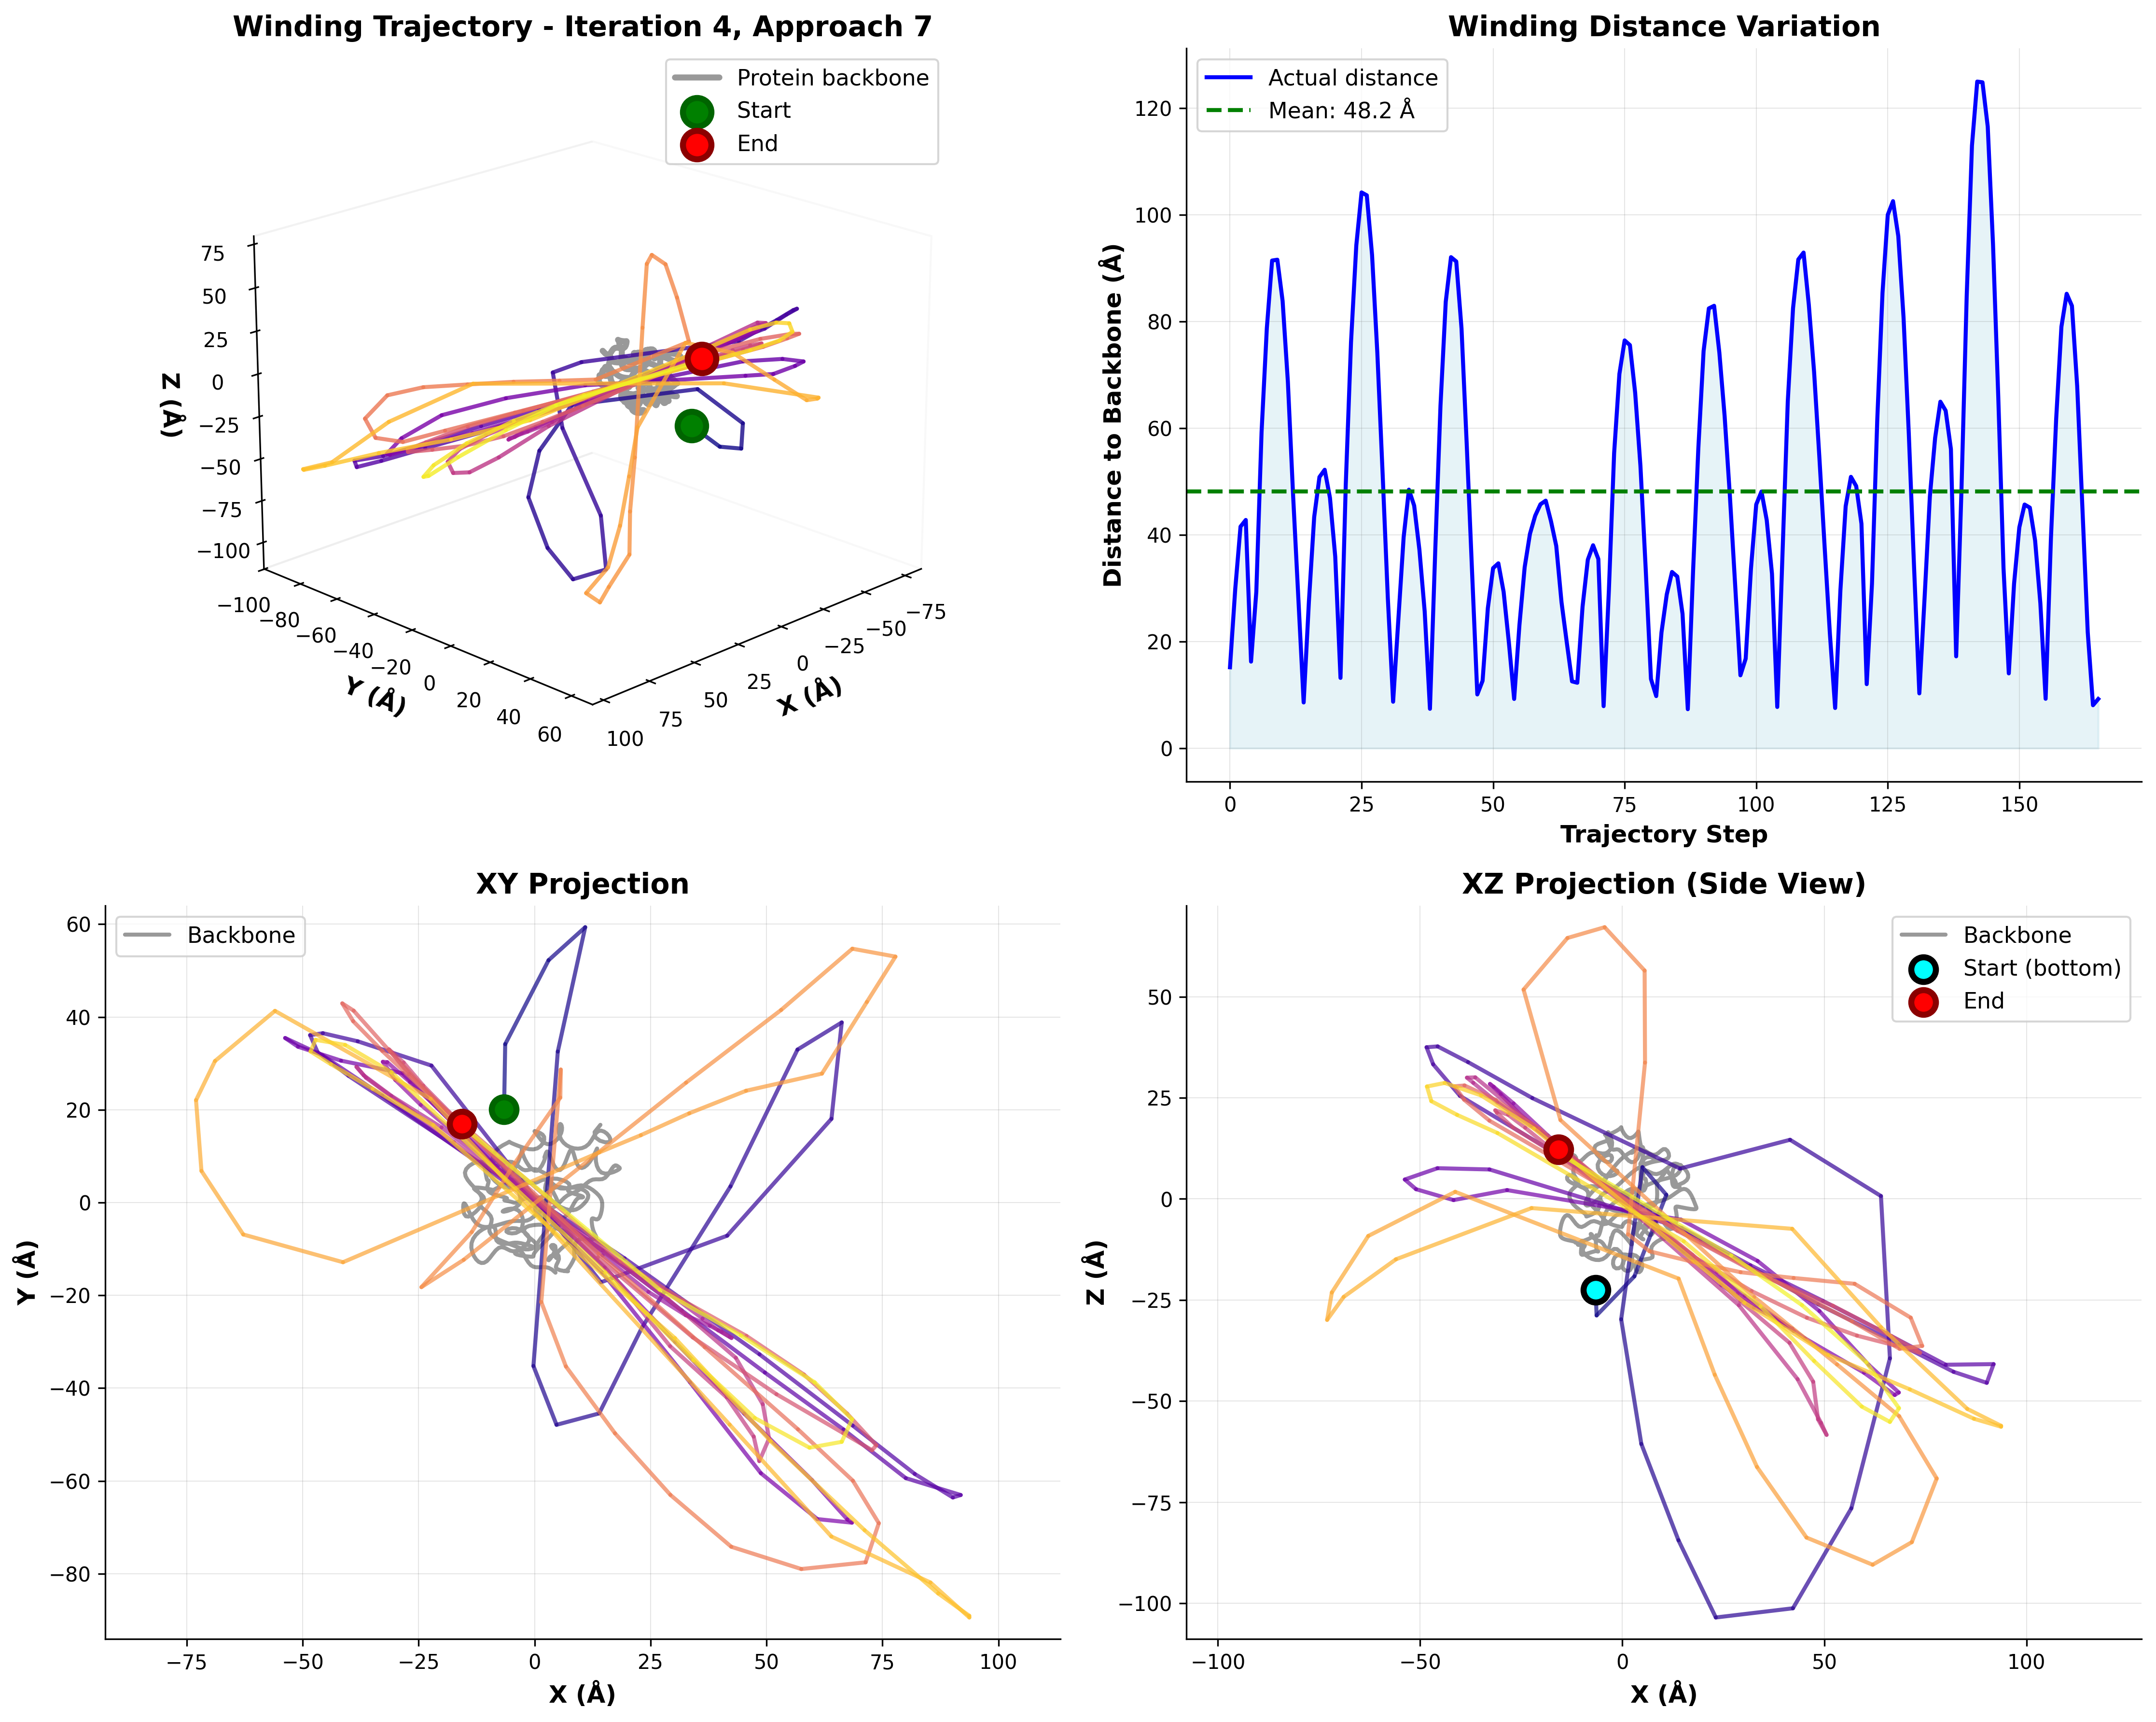 Winding Trajectory - Iteration 4, Approach 7
Protein backbone
Start
End
75
50
25
0
−25
−50
−75
−100
Z (Å)
−100
−80
−60
−40
−20
0
20
40
60
Y (Å)
100
75
50
25
0
−25
−50
−75
X (Å)
Winding Distance Variation
Actual distance
Mean: 48.2 Å
120
100
80
60
40
20
0
Distance to Backbone (Å)
0 25 50 75 100 125 150
Trajectory Step
XY Projection
Backbone
60
40
20
0
−20
−40
−60
−80
Y (Å)
−75 −50 −25 0 25 50 75 100
X (Å)
XZ Projection (Side View)
Backbone
Start (bottom)
End
50
25
0
−25
−50
−75
−100
Z (Å)
−100 −50 0 50 100
X (Å)